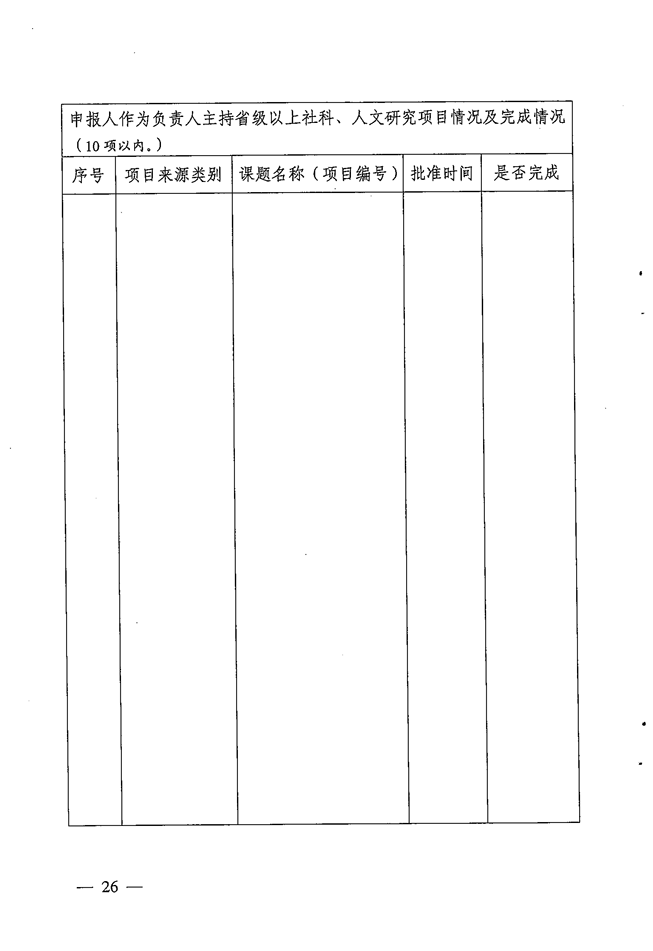 申报人作为负责人主持省级以上社科、人文研究项目情况及完成情况
（10项以内。）
序号 项目来源类别 课题名称（项目编号） 批准时间 是否完成
— 26 —